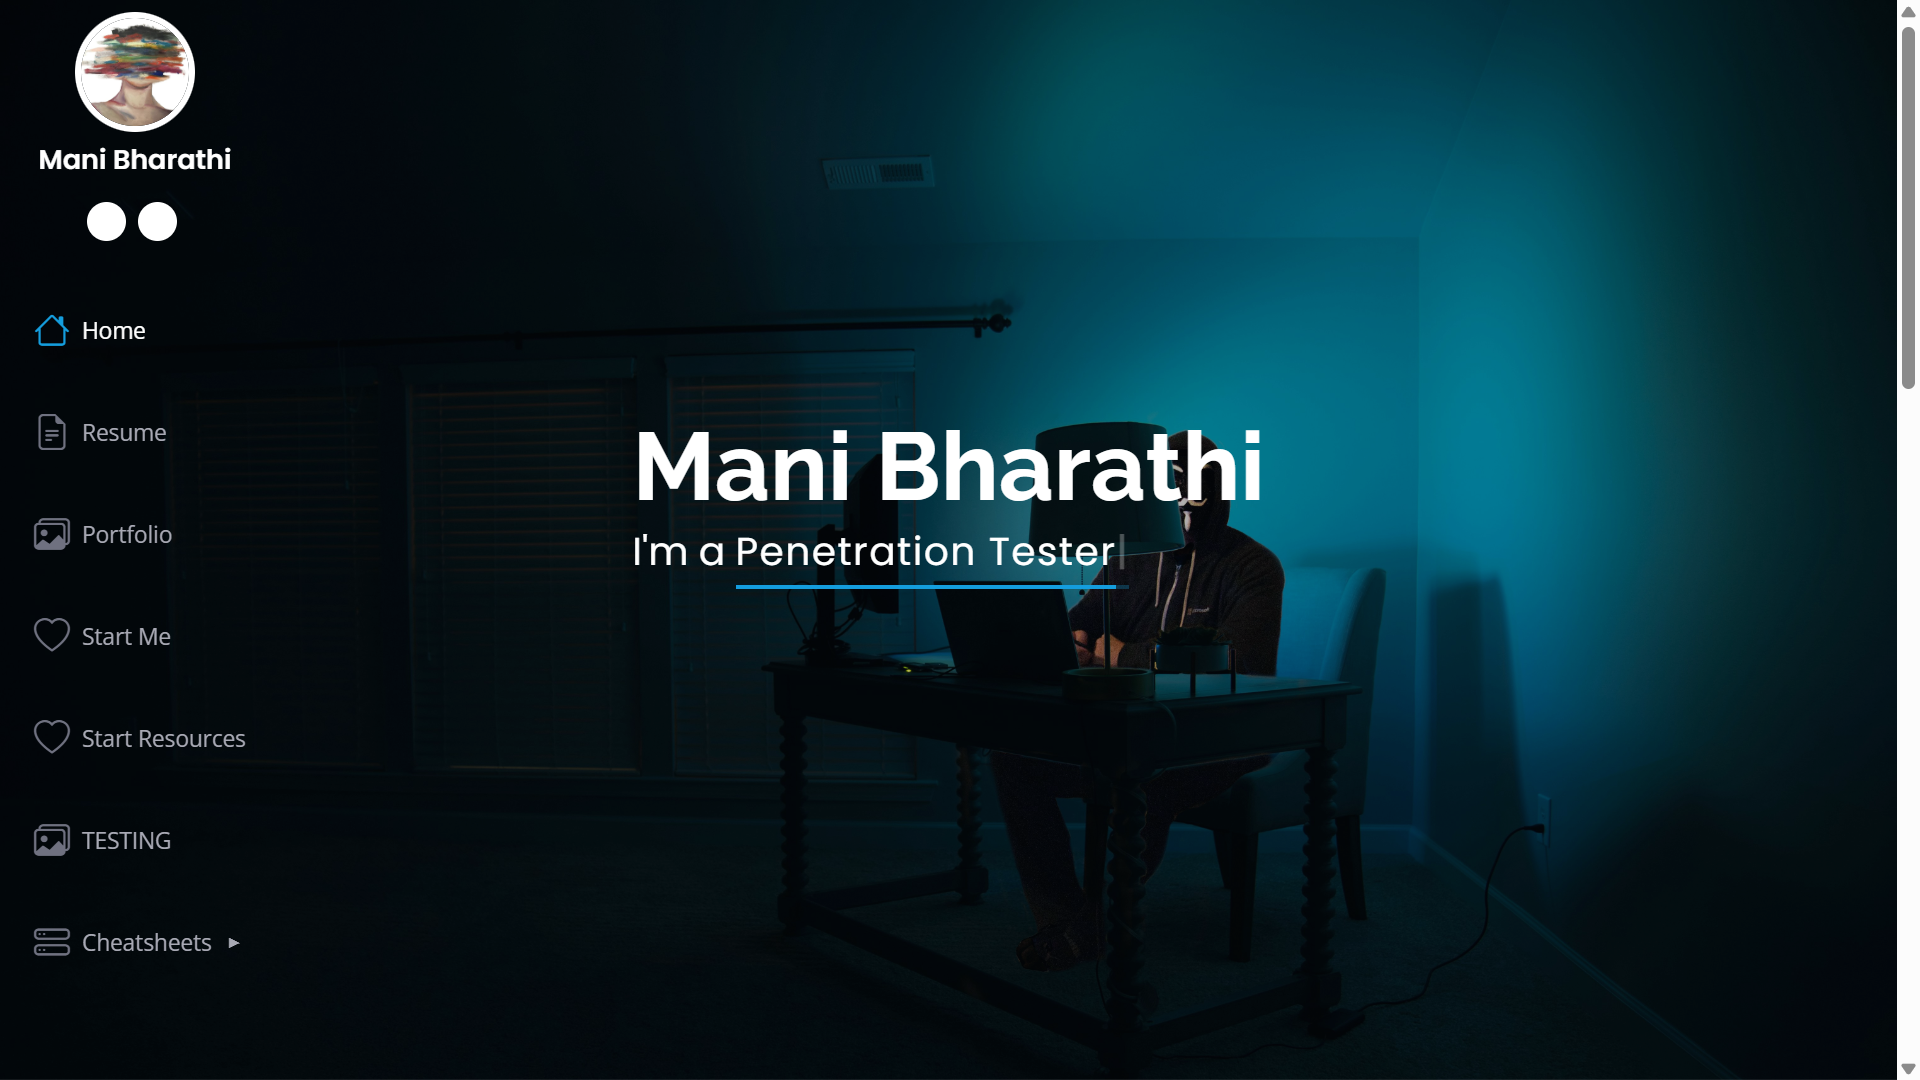 Mani Bharathi
Home
Resume
Portfolio
Start Me
Start Resources
TESTING
Cheatsheets
Mani Bharathi
I'm a Penetration Tester